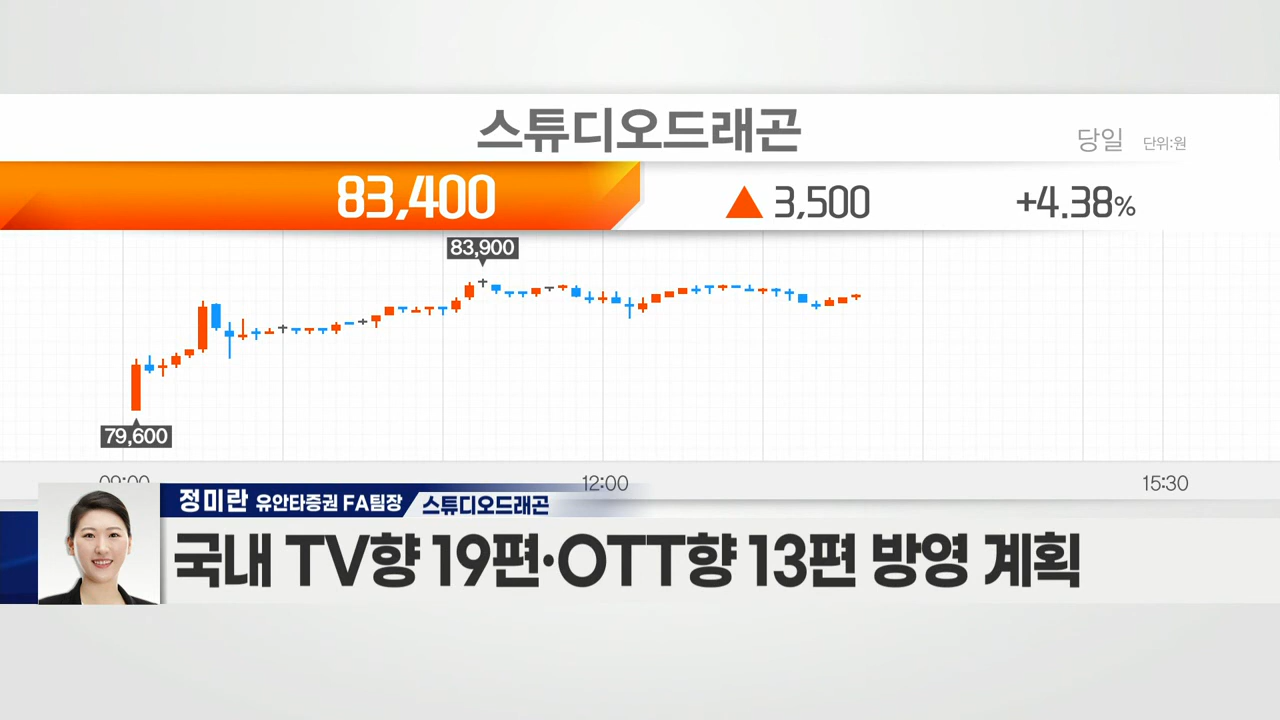 스튜디오드래곤
당일 단위:원
83,400 ▲ 3,500 +4.38%
83,900
79,600
09:00 12:00 15:30
정미란 유안타증권 FA팀장 스튜디오드래곤
국내 TV향 19편·OTT향 13편 방영 계획